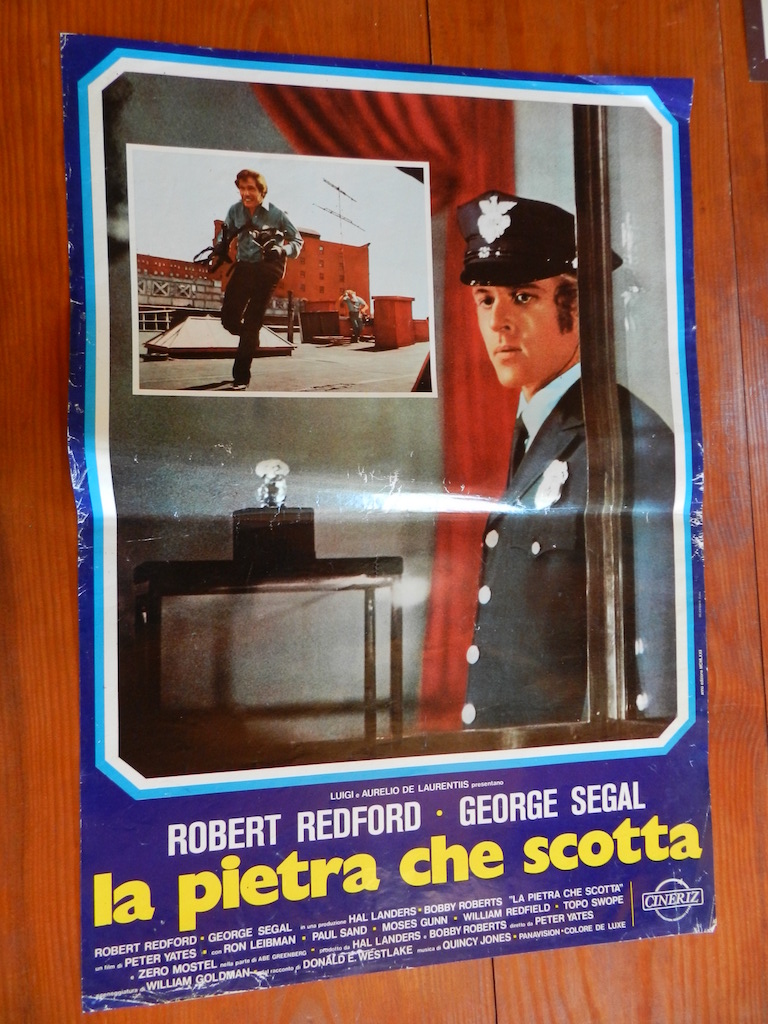 LUIGI e AURELIO DE LAURENTIIS presentano
ROBERT REDFORD · GEORGE SEGAL
la pietra che scotta
ROBERT REDFORD · GEORGE SEGAL in una produzione HAL LANDERS · BOBBY ROBERTS "LA PIETRA CHE SCOTTA"
un film di PETER YATES · con RON LEIBMAN · PAUL SAND · MOSES GUNN · WILLIAM REDFIELD · TOPO SWOPE
e ZERO MOSTEL nella parte di ABE GREENBERG · prodotto da HAL LANDERS e BOBBY ROBERTS diretto da PETER YATES
sceneggiatura di WILLIAM GOLDMAN dal racconto di DONALD E. WESTLAKE musica di QUINCY JONES · PANAVISION · COLORE DE LUXE
CINERIZ